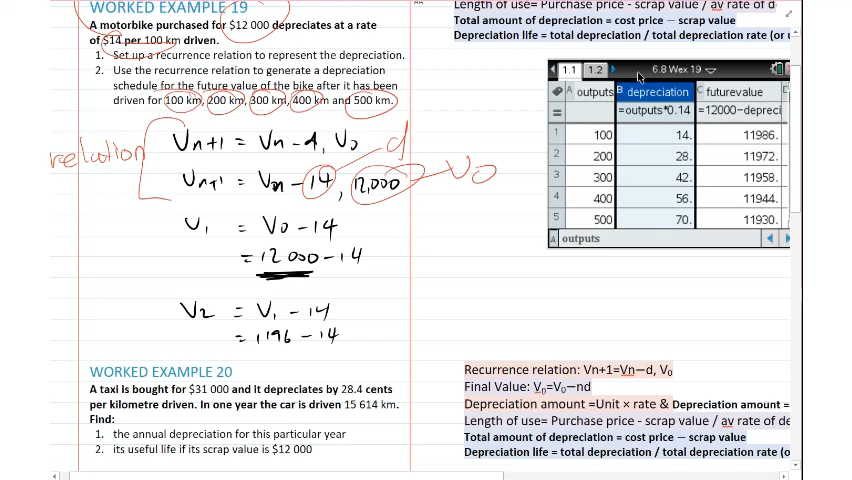 WORKED EXAMPLE 19
A motorbike purchased for $12 000 depreciates at a rate
of $14 per 100 km driven.
1. Set up a recurrence relation to represent the depreciation.
2. Use the recurrence relation to generate a depreciation
schedule for the future value of the bike after it has been
driven for 100 km, 200 km, 300 km, 400 km and 500 km.
relation
Vn+1 = Vn - d, V0
d
Vn+1 = Vn - 14, 12,000
V0
V1 = V0 - 14
= 12 000 - 14
V2 = V1 - 14
= 1196 - 14
WORKED EXAMPLE 20
A taxi is bought for $31 000 and it depreciates by 28.4 cents
per kilometre driven. In one year the car is driven 15 614 km.
Find:
1. the annual depreciation for this particular year
2. its useful life if its scrap value is $12 000
Length of use= Purchase price - scrap value / av rate of d
Total amount of depreciation = cost price − scrap value
Depreciation life = total depreciation / total depreciation rate (or u
1.1 1.2 6.8 Wex 19
A outputs B depreciation C futurevalue D
= =outputs*0.14 =12000−depreci
1 100 14. 11986.
2 200 28. 11972.
3 300 42. 11958.
4 400 56. 11944.
5 500 70. 11930.
A outputs
Recurrence relation: Vn+1=Vn−d, V0
Final Value: V0=V0−nd
Depreciation amount =Unit × rate & Depreciation amount =
Length of use= Purchase price - scrap value / av rate of de
Total amount of depreciation = cost price − scrap value
Depreciation life = total depreciation / total depreciation rate (o